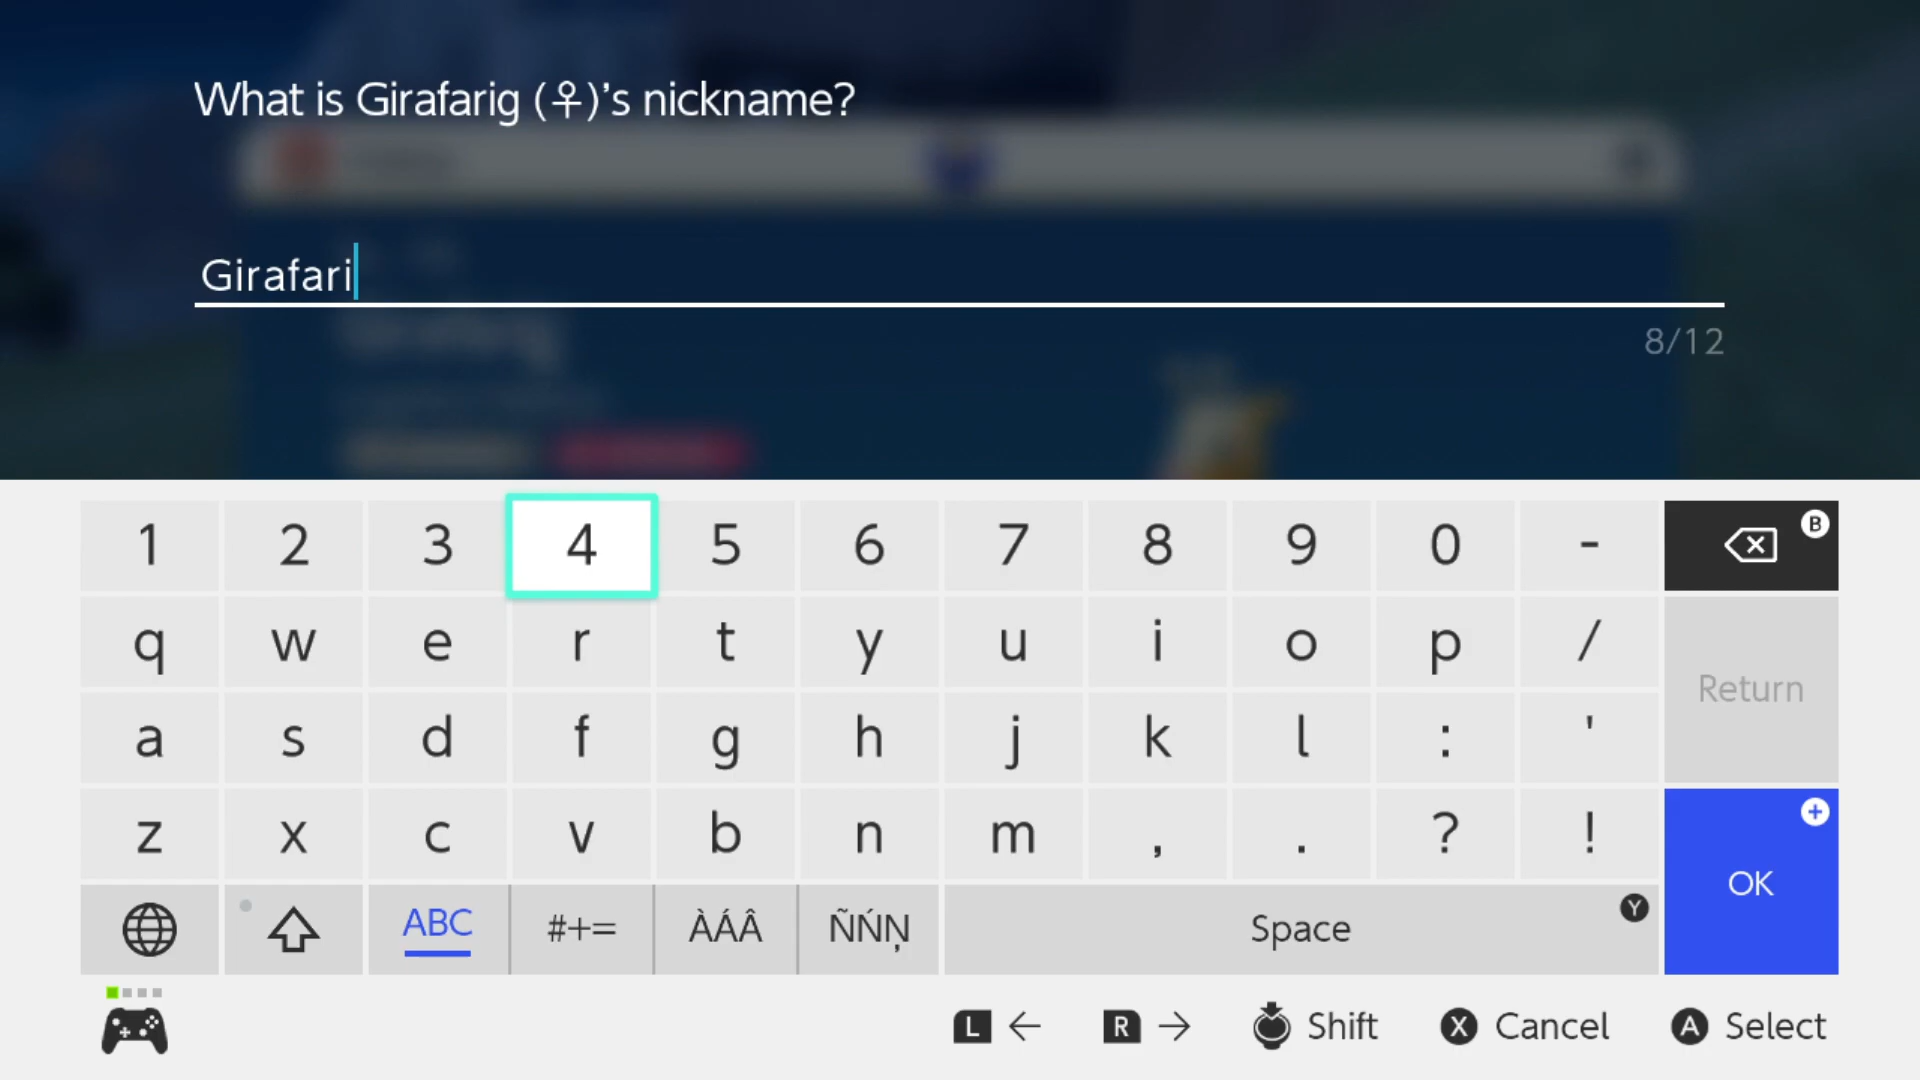 What is Girafarig (♀)'s nickname?
Girafari
8/12
1 2 3 4 5 6 7 8 9 0 - B
q w e r t y u i o p /
Return
a s d f g h j k l : '
z x c v b n m , . ? ! +
OK
ABC #+= ÀÁÂ ÑŃŅ Space Y
L ← R → Shift X Cancel A Select